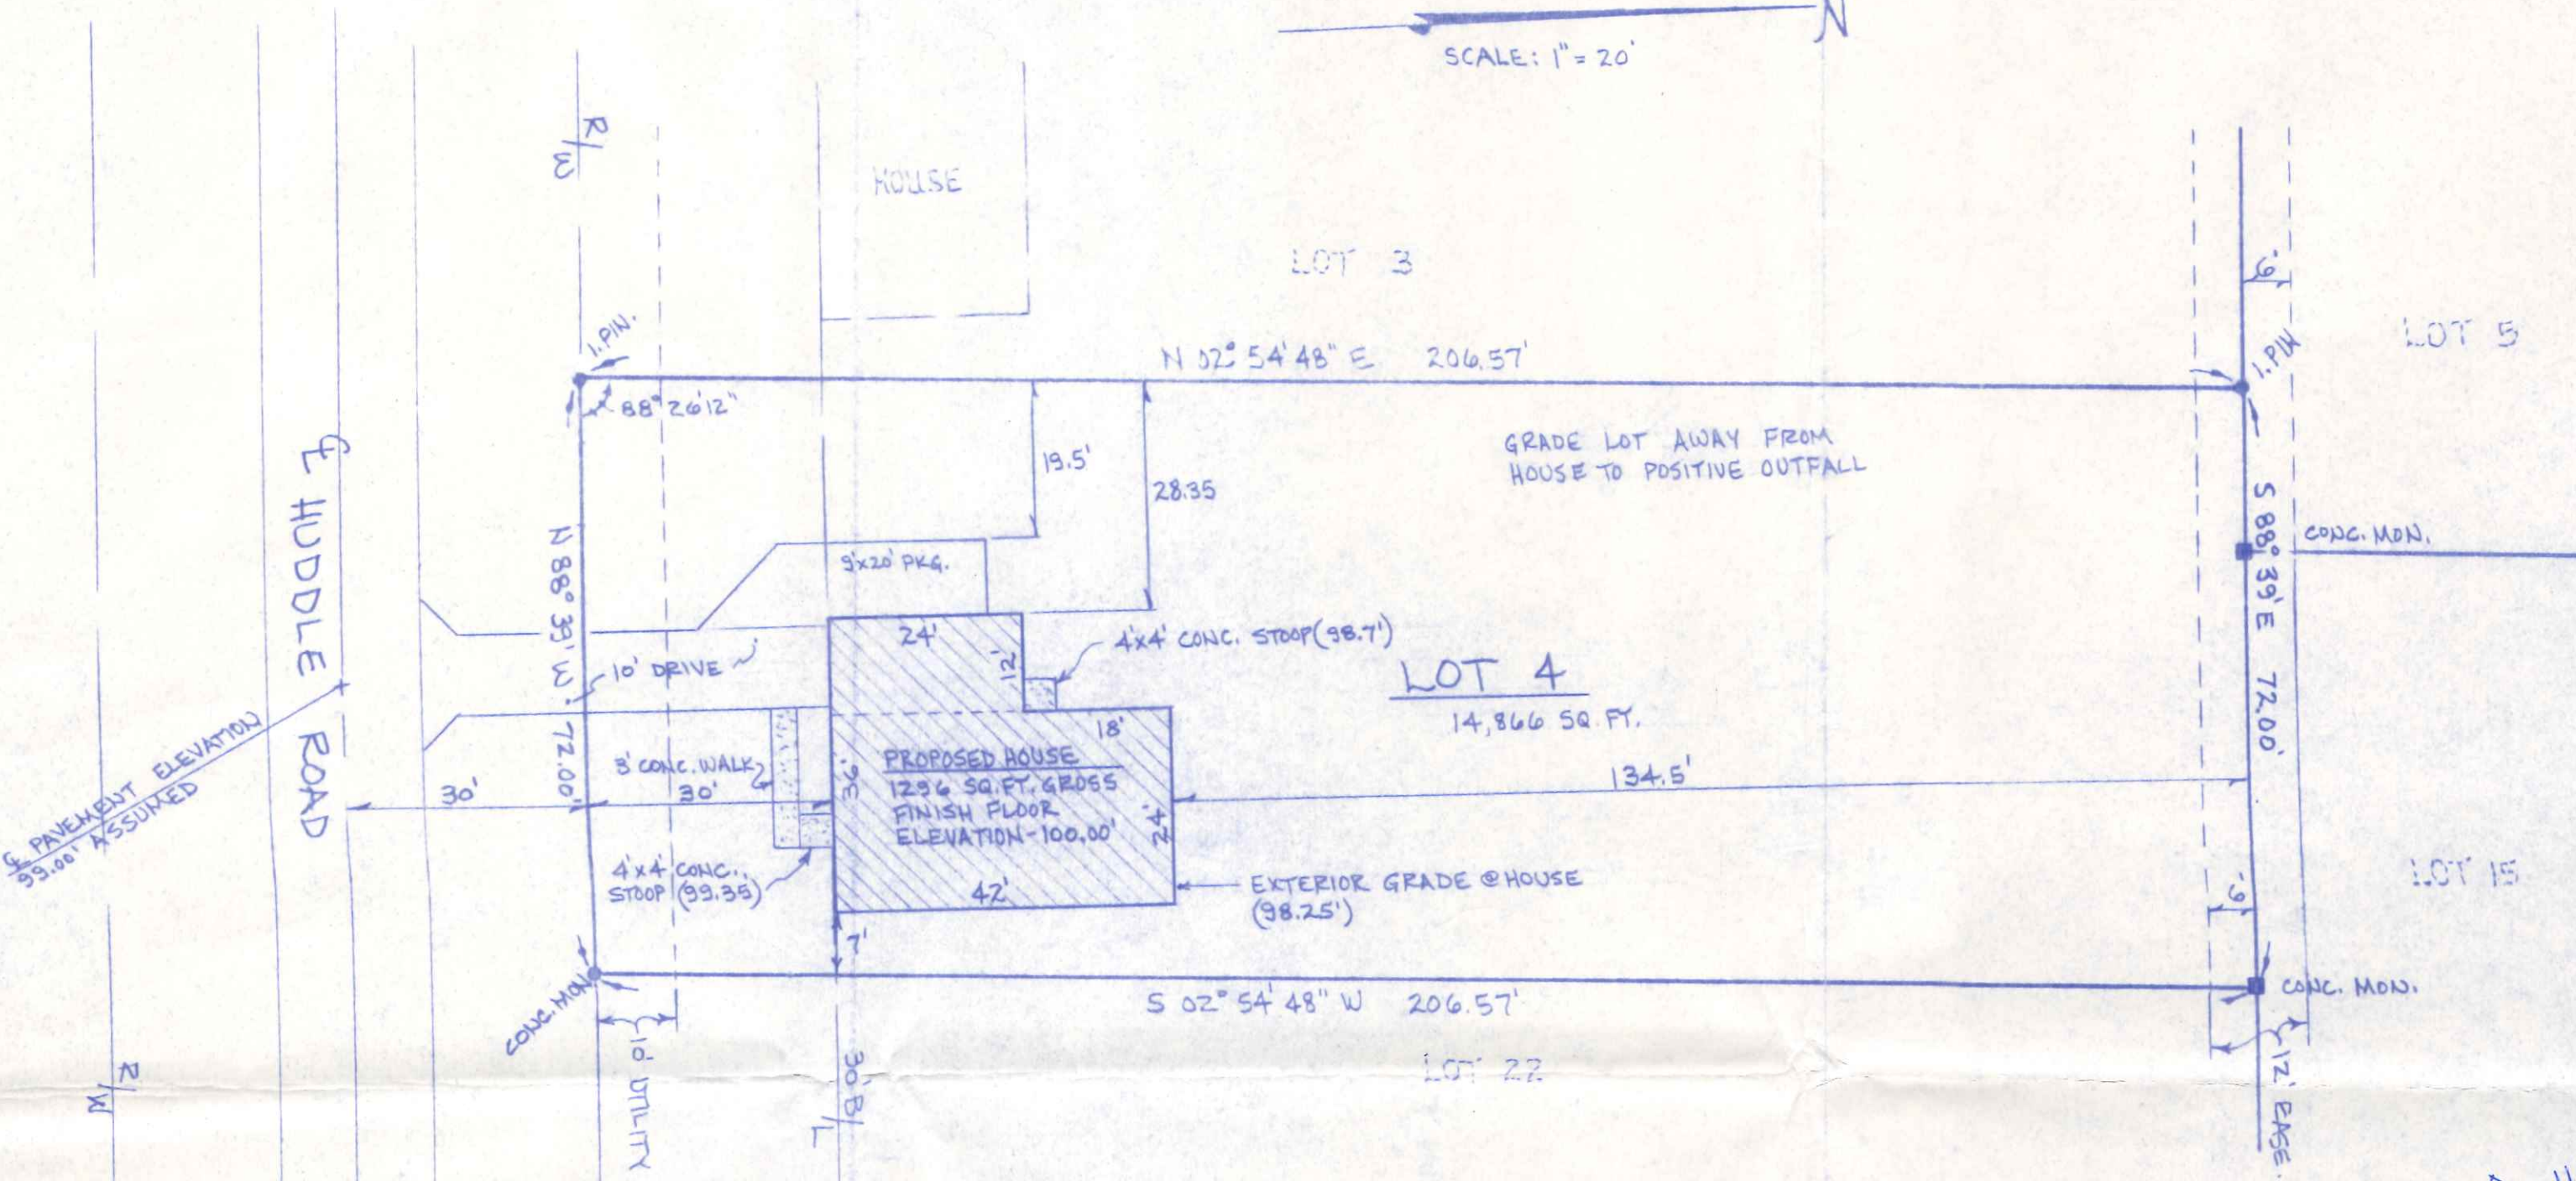 N
SCALE: 1" = 20'
R/W
HOUSE
LOT 3
6'
LOT 5
I.PIN.
N 02° 54' 48" E 206.57'
I.PIN
88° 26' 12"
19.5'
28.35
GRADE LOT AWAY FROM
HOUSE TO POSITIVE OUTFALL
℄ HUDDLE ROAD
N 88° 39' W 72.00'
S 88° 39' E 72.00'
CONC. MON.
9'x20' PKG.
24'
12'
4'x4' CONC. STOOP (98.7')
10' DRIVE
LOT 4
14,866 SQ. FT.
18'
℄ PAVEMENT ELEVATION
99.00' ASSUMED
30'
3' CONC. WALK
30'
36'
PROPOSED HOUSE
1296 SQ. FT. GROSS
FINISH FLOOR
ELEVATION-100.00'
24'
134.5'
4'x4' CONC.
STOOP (99.35)
42'
EXTERIOR GRADE @ HOUSE
(98.25')
LOT 15
6'
7'
CONC. MON.
S 02° 54' 48" W 206.57'
CONC. MON.
R/W
10' UTILITY
30' B/L
LOT 22
12' EASE.